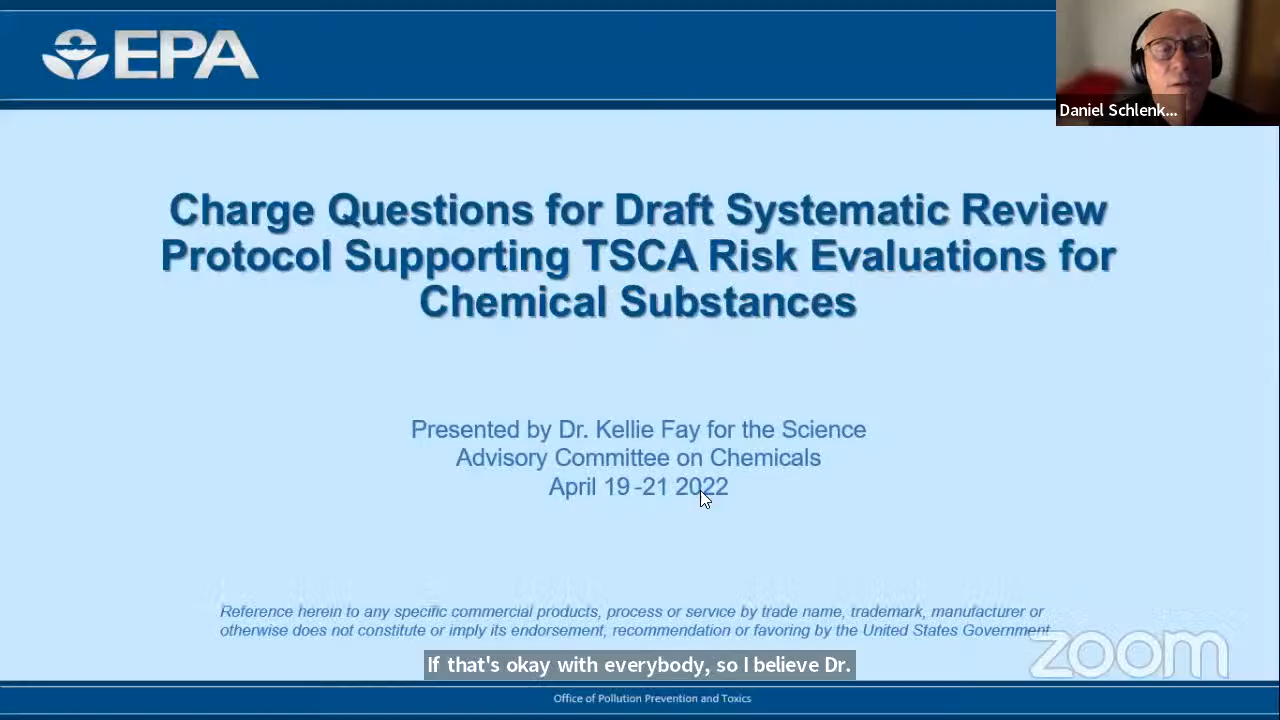 EPA
Daniel Schlenk...
Charge Questions for Draft Systematic Review
Protocol Supporting TSCA Risk Evaluations for
Chemical Substances
Presented by Dr. Kellie Fay for the Science
Advisory Committee on Chemicals
April 19-21 2022
Reference herein to any specific commercial products, process or service by trade name, trademark, manufacturer or
otherwise does not constitute or imply its endorsement, recommendation or favoring by the United States Government
zoom
If that's okay with everybody, so I believe Dr.
Office of Pollution Prevention and Toxics